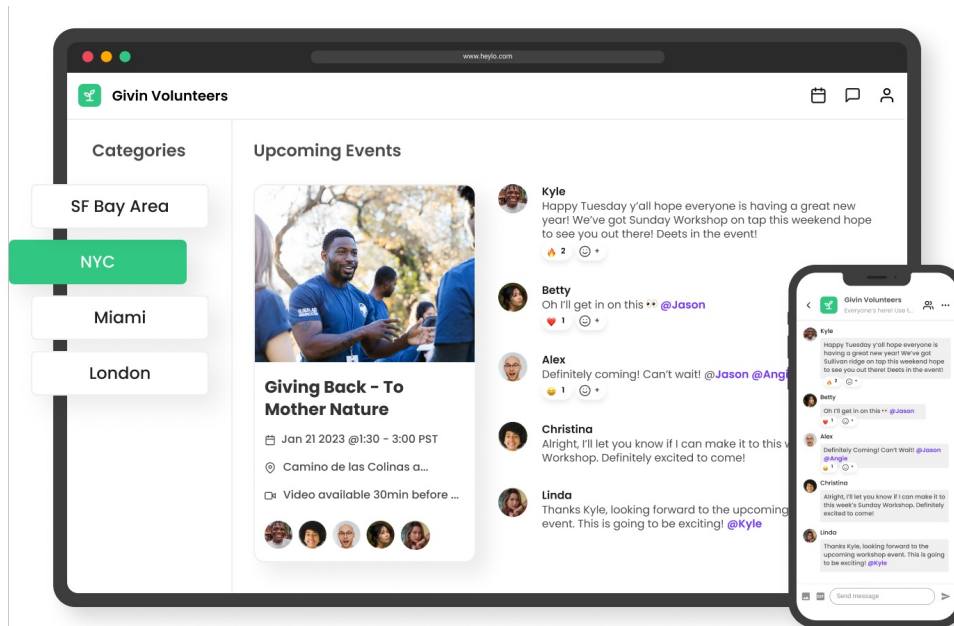 www.heylo.com
Givin Volunteers
Categories
SF Bay Area
NYC
Miami
London
Upcoming Events
Giving Back - To
Mother Nature
Jan 21 2023 @1:30 - 3:00 PST
Camino de las Colinas a...
Video available 30min before ...
Kyle
Happy Tuesday y'all hope everyone is having a great new
year! We've got Sunday Workshop on tap this weekend hope
to see you out there! Deets in the event!
🔥 2
Betty
Oh I'll get in on this 👀 @Jason
❤️ 1
Alex
Definitely coming! Can't wait! @Jason @Angi
😄 1
Christina
Alright, I'll let you know if I can make it to this w
Workshop. Definitely excited to come!
Linda
Thanks Kyle, looking forward to the upcoming
event. This is going to be exciting! @Kyle
Givin Volunteers
Everyone's here! Use t...
Kyle
Happy Tuesday y'all hope everyone is
having a great new year! We've got
Sullivan ridge on tap this weekend hope
to see you out there! Deets in the event!
🔥 2
Betty
Oh I'll get in on this 👀 @Jason
❤️ 1
Alex
Definitely Coming! Can't Wait! @Jason
@Angie
😄 1
Christina
Alright, I'll let you know if I can make it to
this week's Sunday Workshop. Definitely
excited to come!
Linda
Thanks Kyle, looking forward to the
upcoming workshop event. This is going
to be exciting! @Kyle
Send message